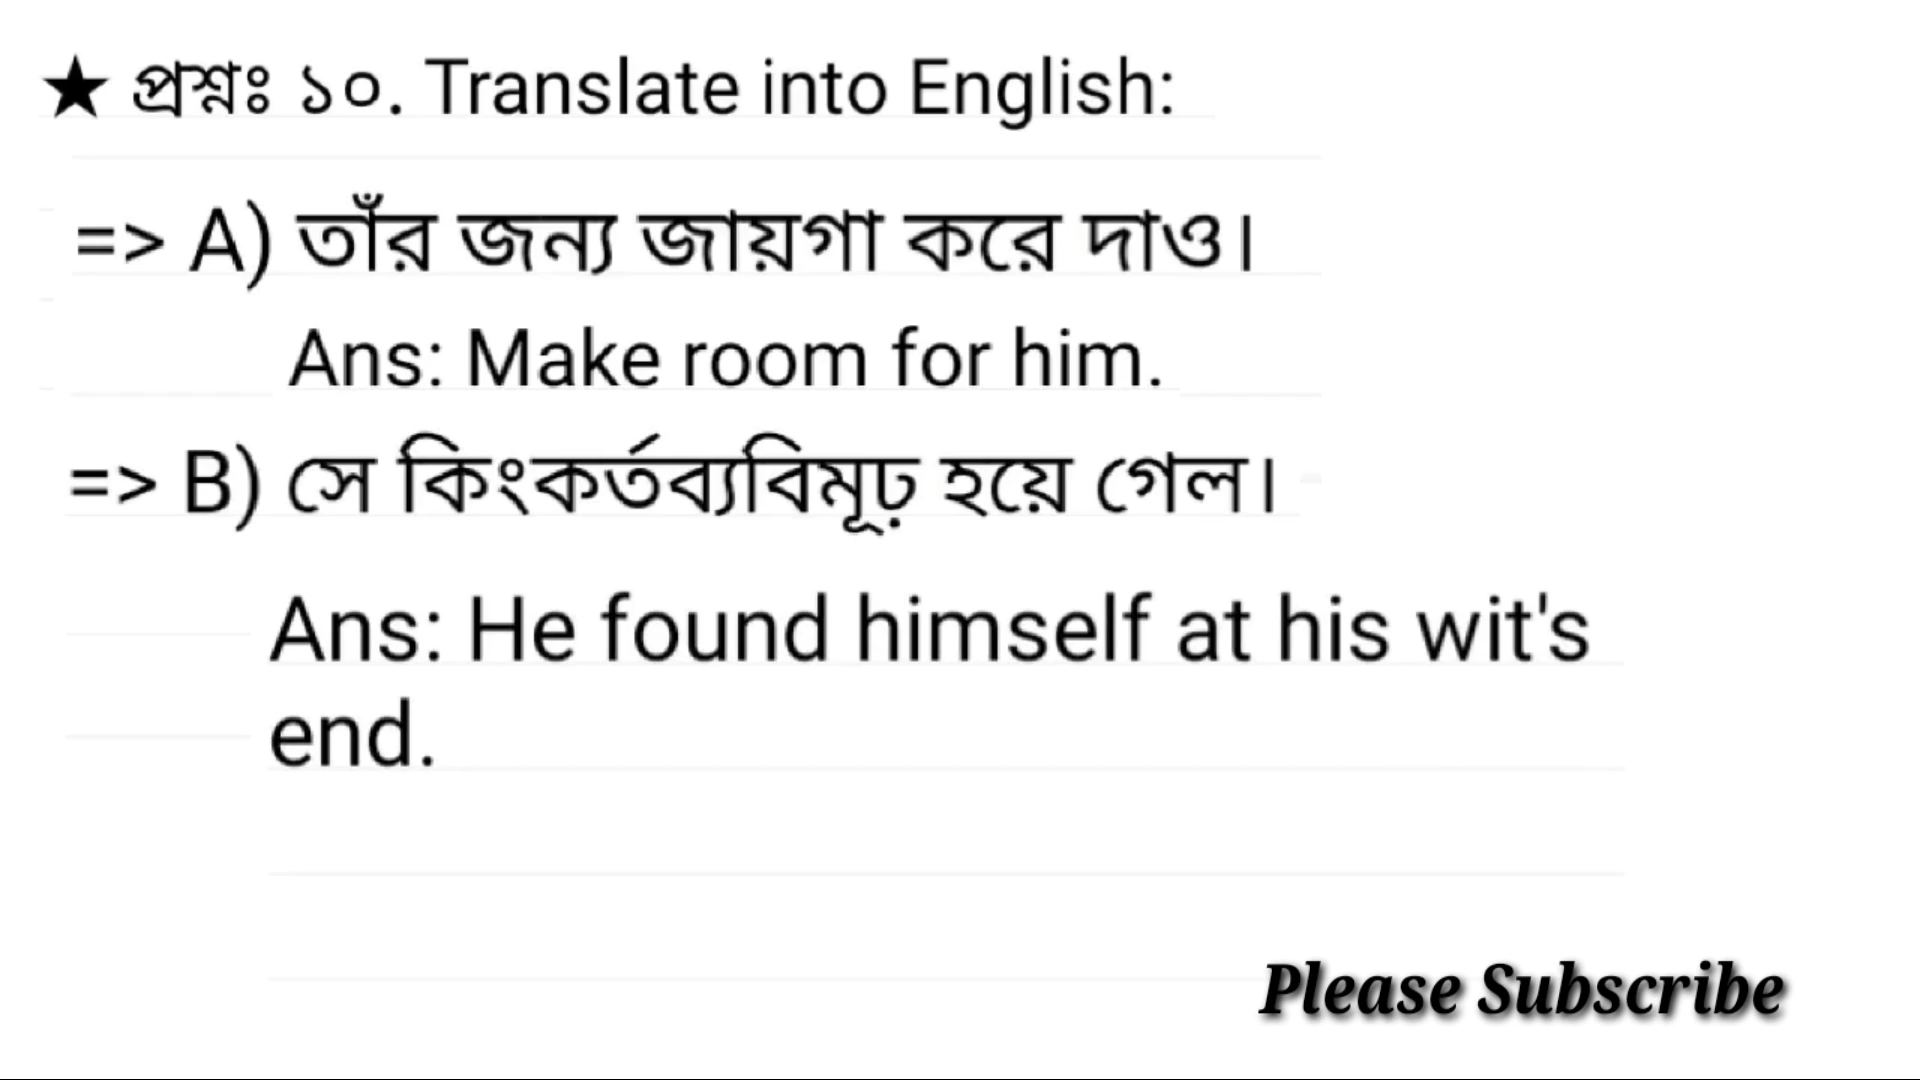 ★ প্রশ্নঃ ১০. Translate into English:
=> A) তাঁর জন্য জায়গা করে দাও।
Ans: Make room for him.
=> B) সে কিংকর্তব্যবিমূঢ় হয়ে গেল।
Ans: He found himself at his wit's
end.
Please Subscribe